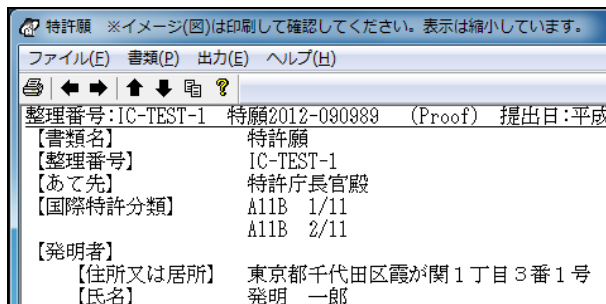 特許願 ※イメージ(図)は印刷して確認してください。表示は縮小しています。
ファイル(F) 書類(P) 出力(E) ヘルプ(H)
整理番号:IC-TEST-1 特願2012-090989 (Proof) 提出日:平成
【書類名】 特許願
【整理番号】 IC-TEST-1
【あて先】 特許庁長官殿
【国際特許分類】 A11B 1/11
A11B 2/11
【発明者】
【住所又は居所】 東京都千代田区霞が関1丁目3番1号
【氏名】 発明 一郎